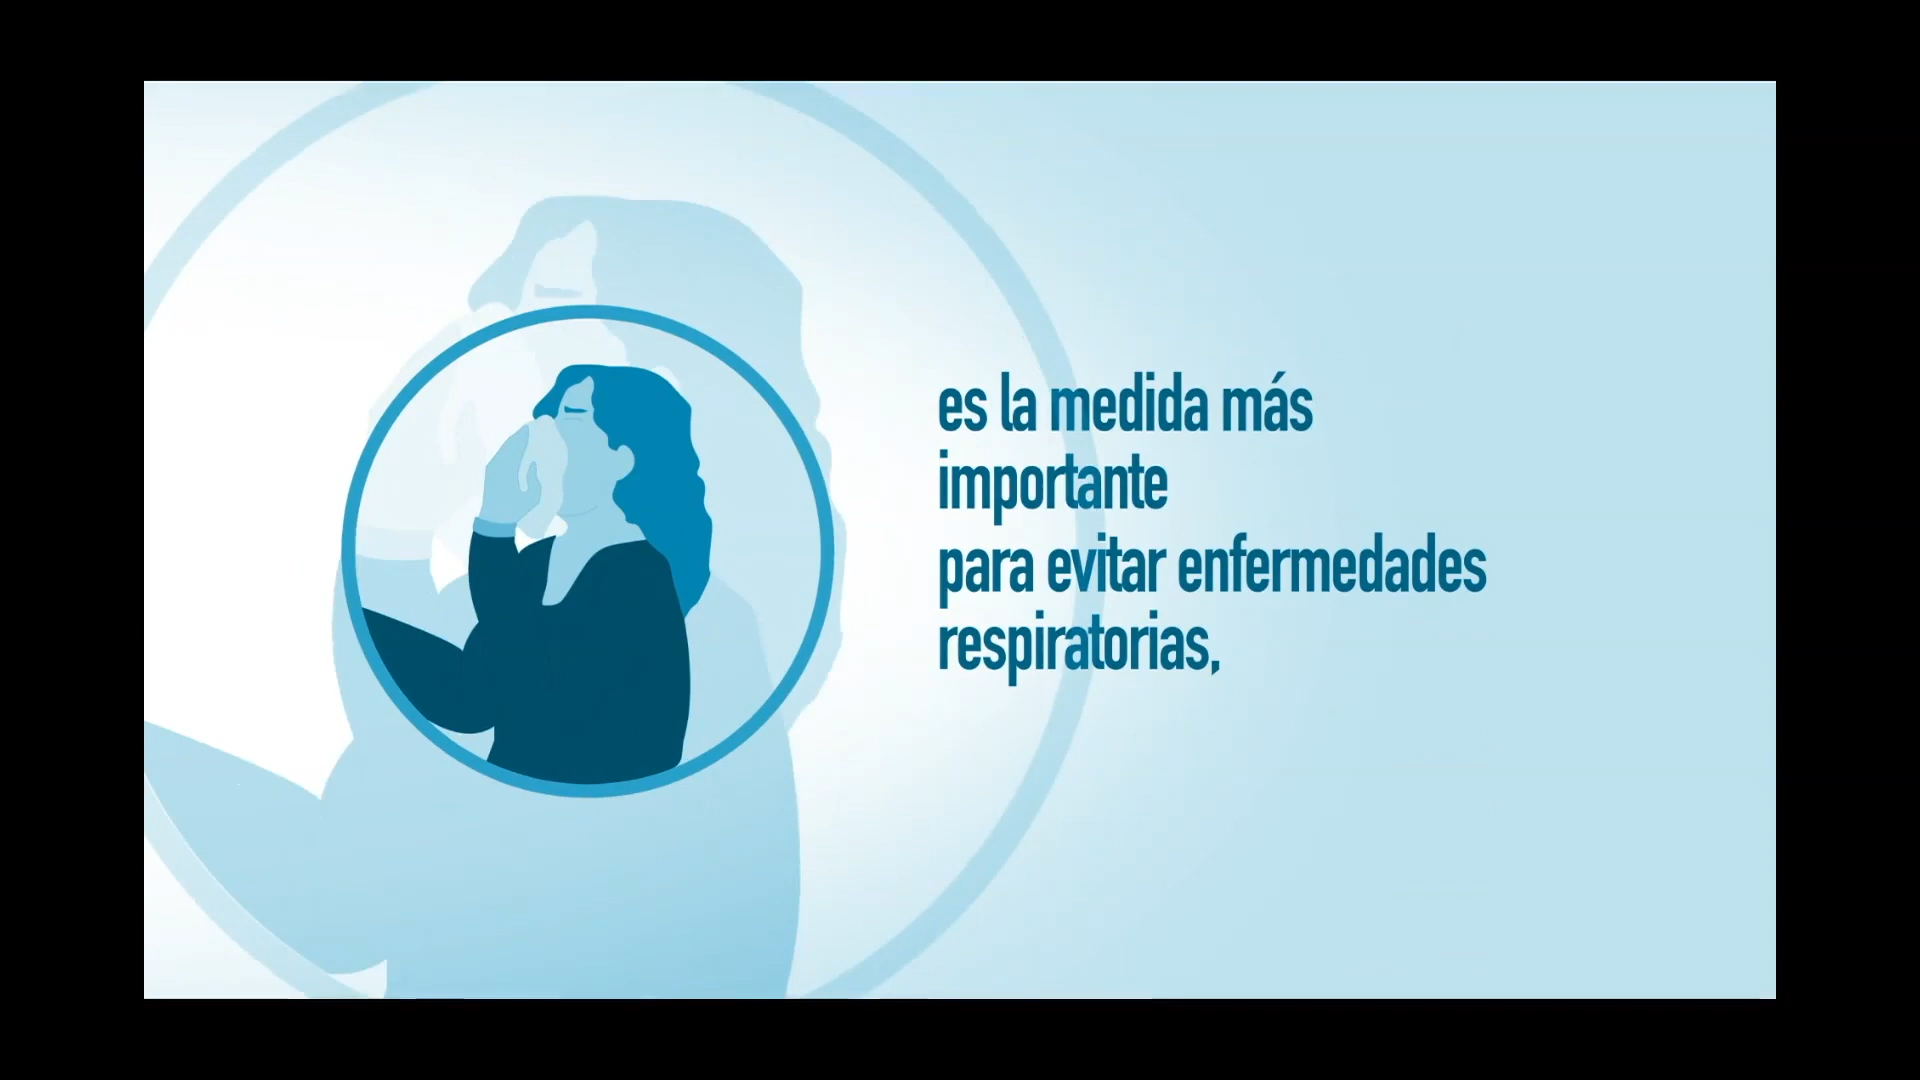 es la medida más
importante
para evitar enfermedades
respiratorias,